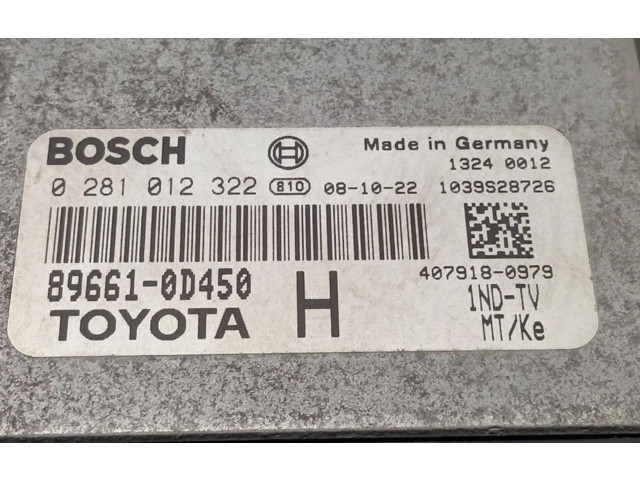 BOSCH
Made in Germany
1324 0012
0 281 012 322 810 08-10-22 1039S28726
89661-0D450
H
407918-0979
TOYOTA
1ND-TV
MT/Ke